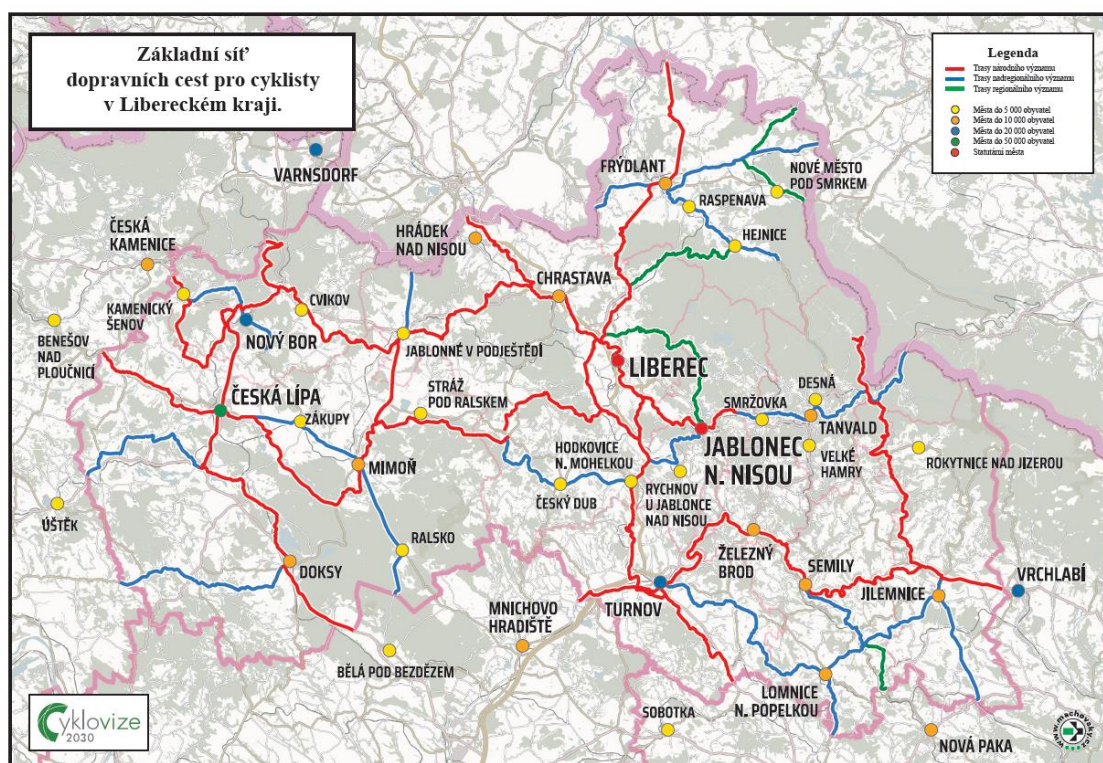 Základní síť
dopravních cest pro cyklisty
v Libereckém kraji.
Legenda
Trasy národního významu
Trasy nadregionálního významu
Trasy regionálního významu
Města do 5 000 obyvatel
Města do 10 000 obyvatel
Města do 20 000 obyvatel
Města do 50 000 obyvatel
Statutární města
VARNSDORF
FRÝDLANT
NOVÉ MĚSTO
POD SMRKEM
RASPENAVA
ČESKÁ
KAMENICE
HRÁDEK
NAD NISOU
HEJNICE
CHRASTAVA
KAMENICKÝ
ŠENOV
CVIKOV
NOVÝ BOR
BENEŠOV
NAD
PLOUČNICÍ
JABLONNÉ V PODJEŠTĚDÍ
LIBEREC
DESNÁ
STRÁŽ
POD RALSKEM
ČESKÁ LÍPA
SMRŽOVKA
ZÁKUPY
TANVALD
JABLONEC
N. NISOU
HODKOVICE
N. MOHELKOU
VELKÉ
HAMRY
ROKYTNICE NAD JIZEROU
MIMOŇ
ČESKÝ DUB
RYCHNOV
U JABLONCE
NAD NISOU
ÚŠTĚK
RALSKO
ŽELEZNÝ
BROD
DOKSY
SEMILY
VRCHLABÍ
JILEMNICE
TURNOV
MNICHOVO
HRADIŠTĚ
BĚLÁ POD BEZDĚZEM
LOMNICE
N. POPELKOU
SOBOTKA
NOVÁ PAKA
Cyklovize
2030
www.machovsky.cz